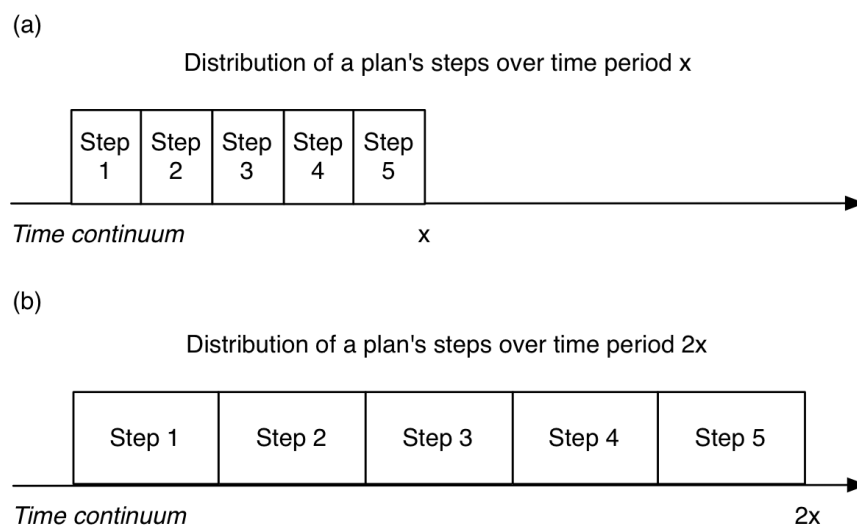 (a)
Distribution of a plan's steps over time period x
Step Step Step Step Step
1 2 3 4 5
Time continuum x
(b)
Distribution of a plan's steps over time period 2x
Step 1 Step 2 Step 3 Step 4 Step 5
Time continuum 2x